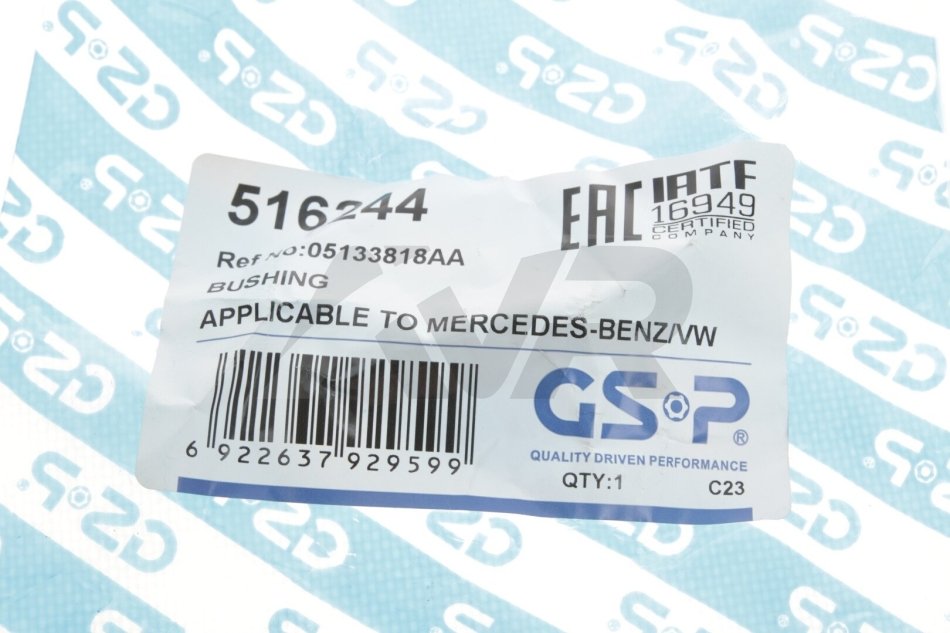 516244
EAC
IATF
16949
CERTIFIED
COMPANY
Ref No:05133818AA
BUSHING
APPLICABLE TO MERCEDES-BENZ/VW
6 922637 929599
GSP®
QUALITY DRIVEN PERFORMANCE
QTY:1
C23